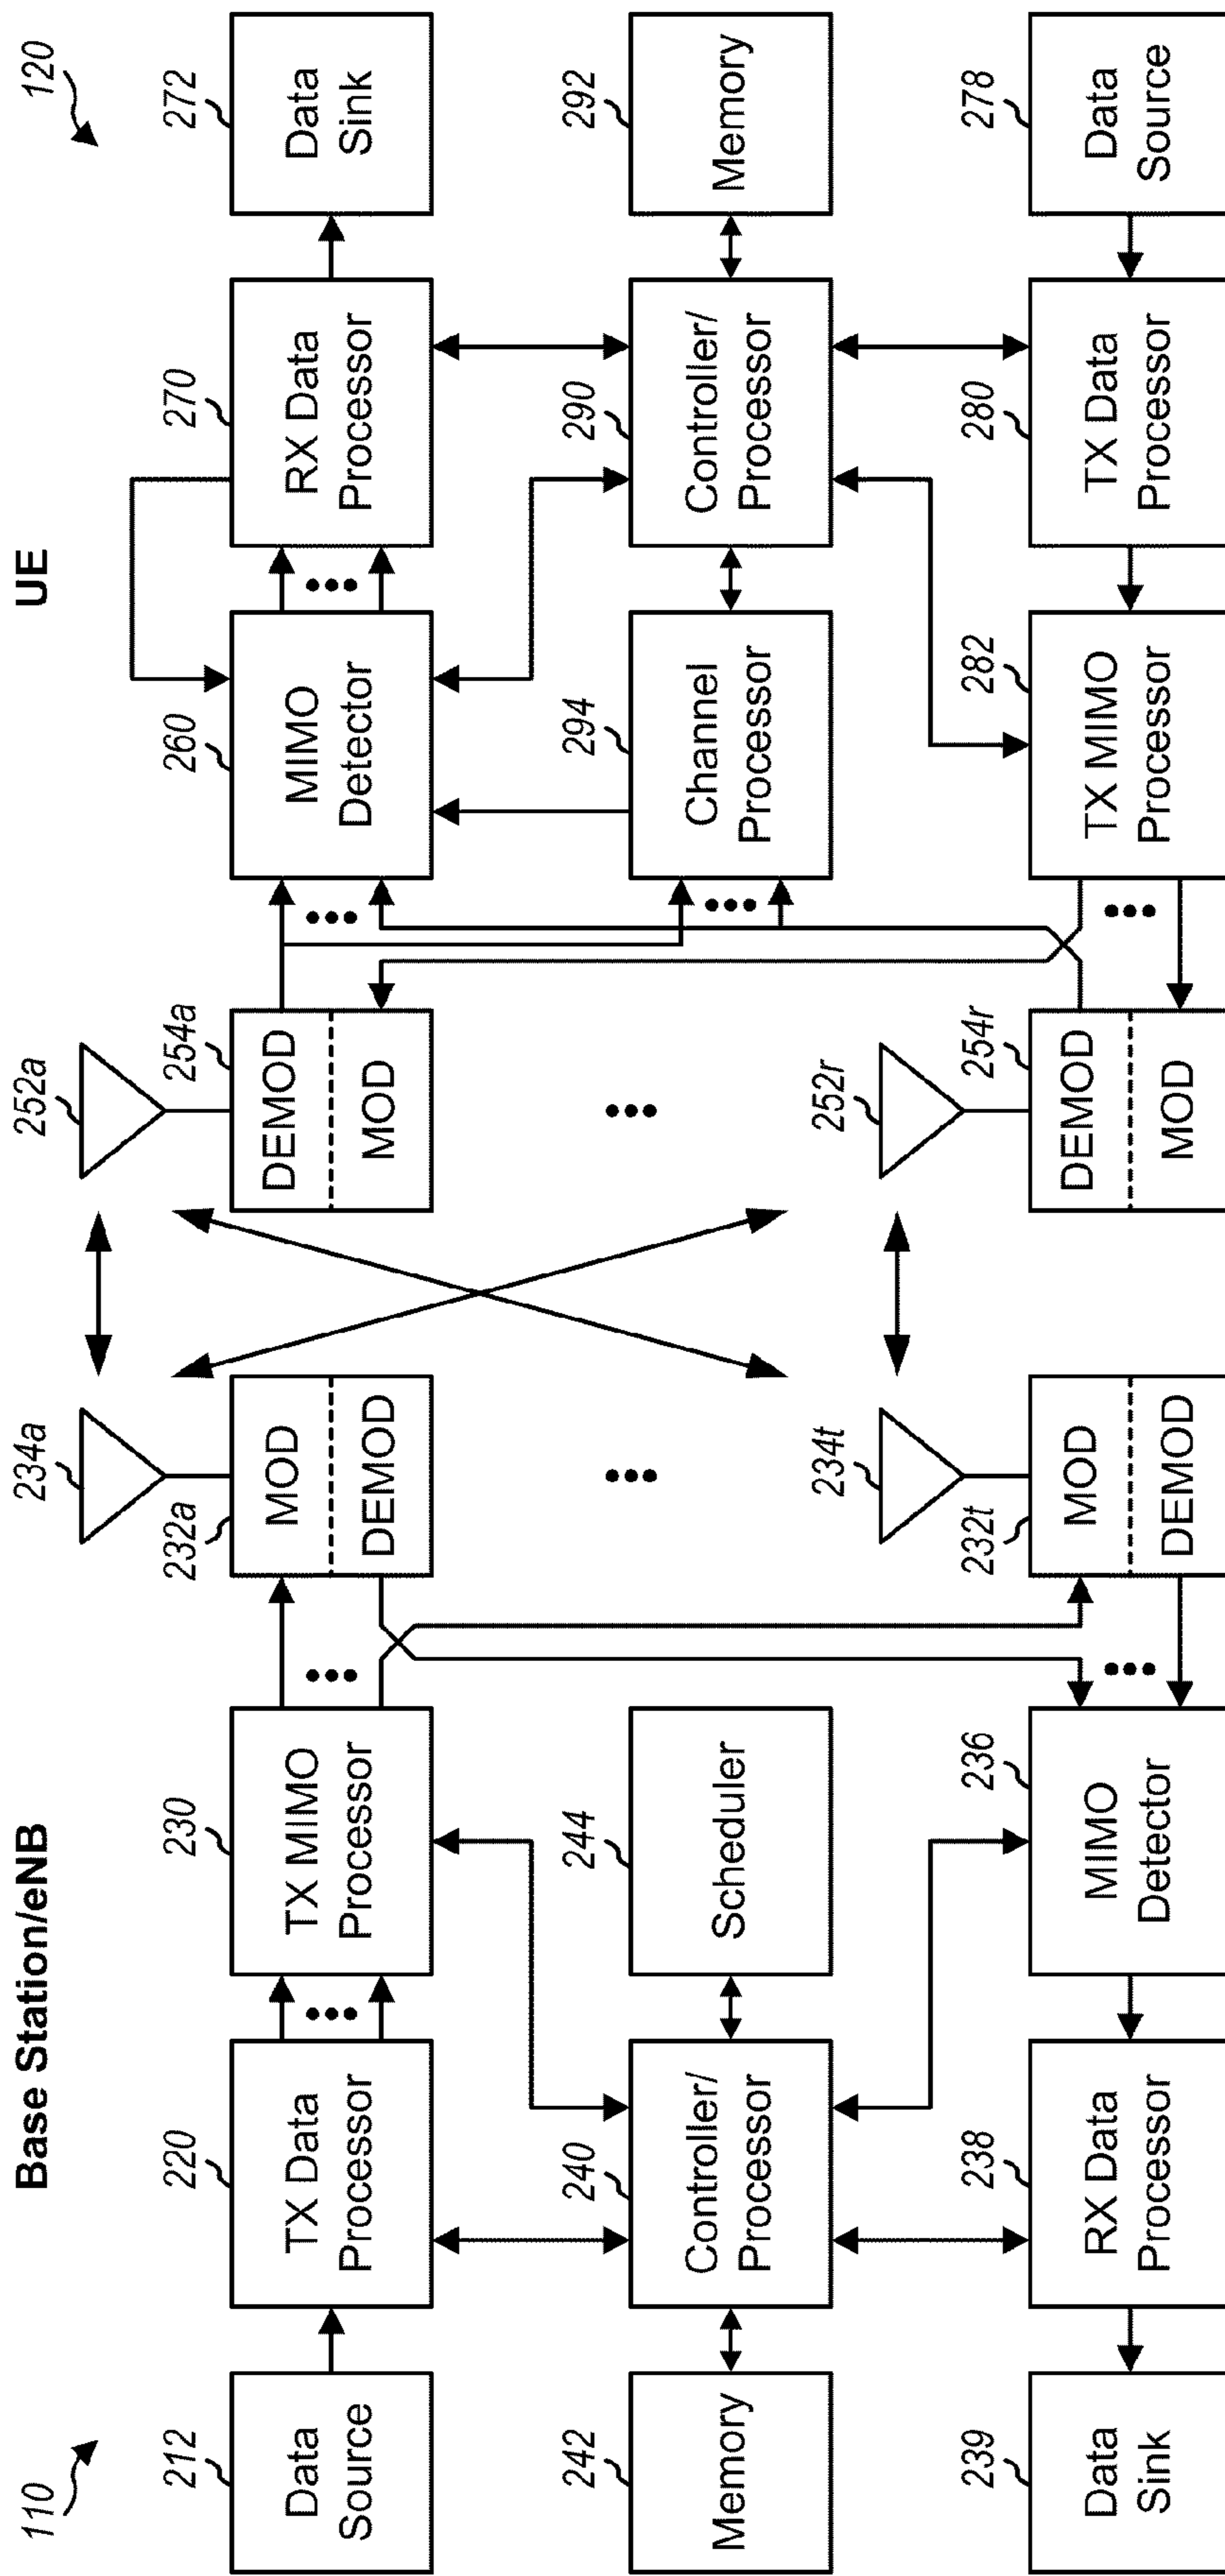 Base Station/eNB
UE
110
120
212
Data
Source
220
TX Data
Processor
230
TX MIMO
Processor
•••
•••
232a
MOD
DEMOD
234a
252a
254a
DEMOD
MOD
•••
260
MIMO
Detector
•••
270
RX Data
Processor
272
Data
Sink
242
Memory
240
Controller/
Processor
244
Scheduler
•••
•••
•••
294
Channel
Processor
290
Controller/
Processor
292
Memory
239
Data
Sink
238
RX Data
Processor
236
MIMO
Detector
•••
232t
MOD
DEMOD
234t
252r
254r
DEMOD
MOD
•••
282
TX MIMO
Processor
280
TX Data
Processor
278
Data
Source